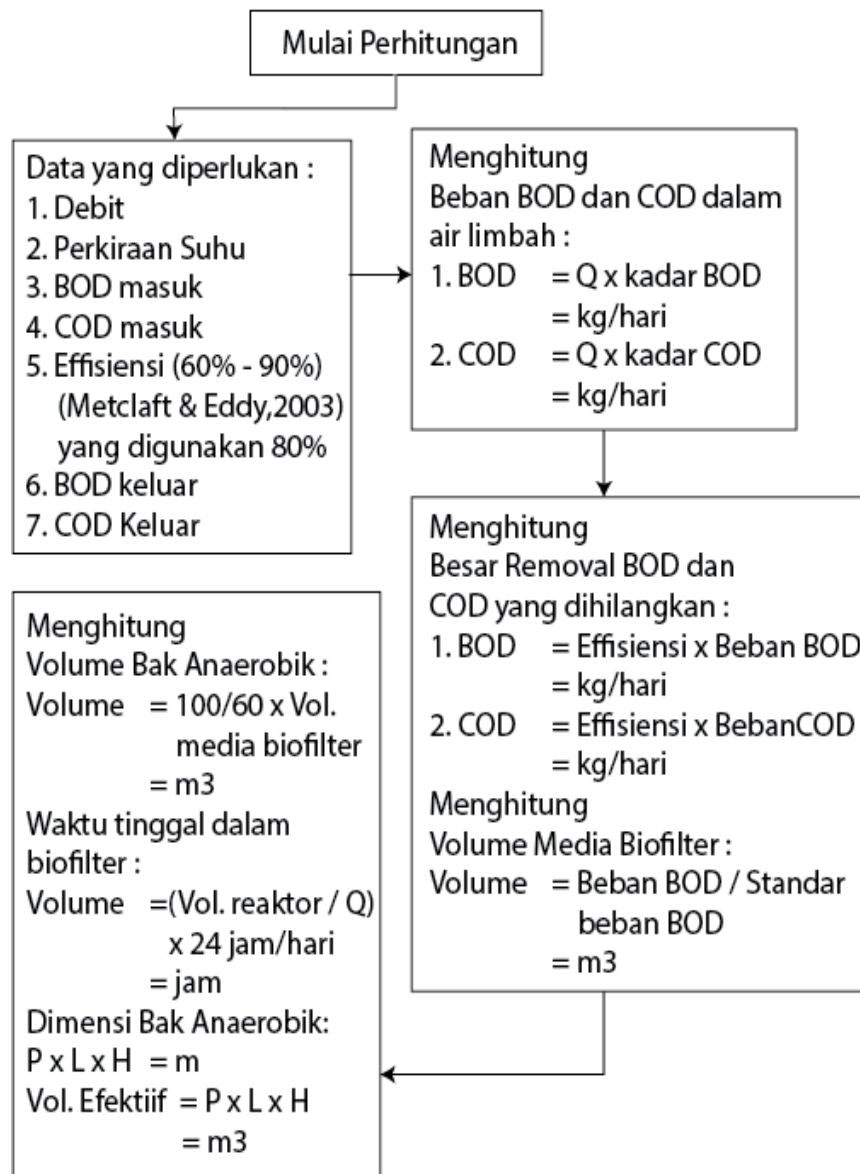 Mulai Perhitungan
Data yang diperlukan :
1. Debit
2. Perkiraan Suhu
3. BOD masuk
4. COD masuk
5. Effisiensi (60% - 90%)
(Metclaft & Eddy,2003)
yang digunakan 80%
6. BOD keluar
7. COD Keluar
Menghitung
Beban BOD dan COD dalam
air limbah :
1. BOD = Q x kadar BOD
= kg/hari
2. COD = Q x kadar COD
= kg/hari
Menghitung
Besar Removal BOD dan
COD yang dihilangkan :
1. BOD = Effisiensi x Beban BOD
= kg/hari
2. COD = Effisiensi x BebanCOD
= kg/hari
Menghitung
Volume Media Biofilter :
Volume = Beban BOD / Standar
beban BOD
= m3
Menghitung
Volume Bak Anaerobik :
Volume = 100/60 x Vol.
media biofilter
= m3
Waktu tinggal dalam
biofilter :
Volume =(Vol. reaktor / Q)
x 24 jam/hari
= jam
Dimensi Bak Anaerobik:
P x L x H = m
Vol. Efektiif = P x L x H
= m3